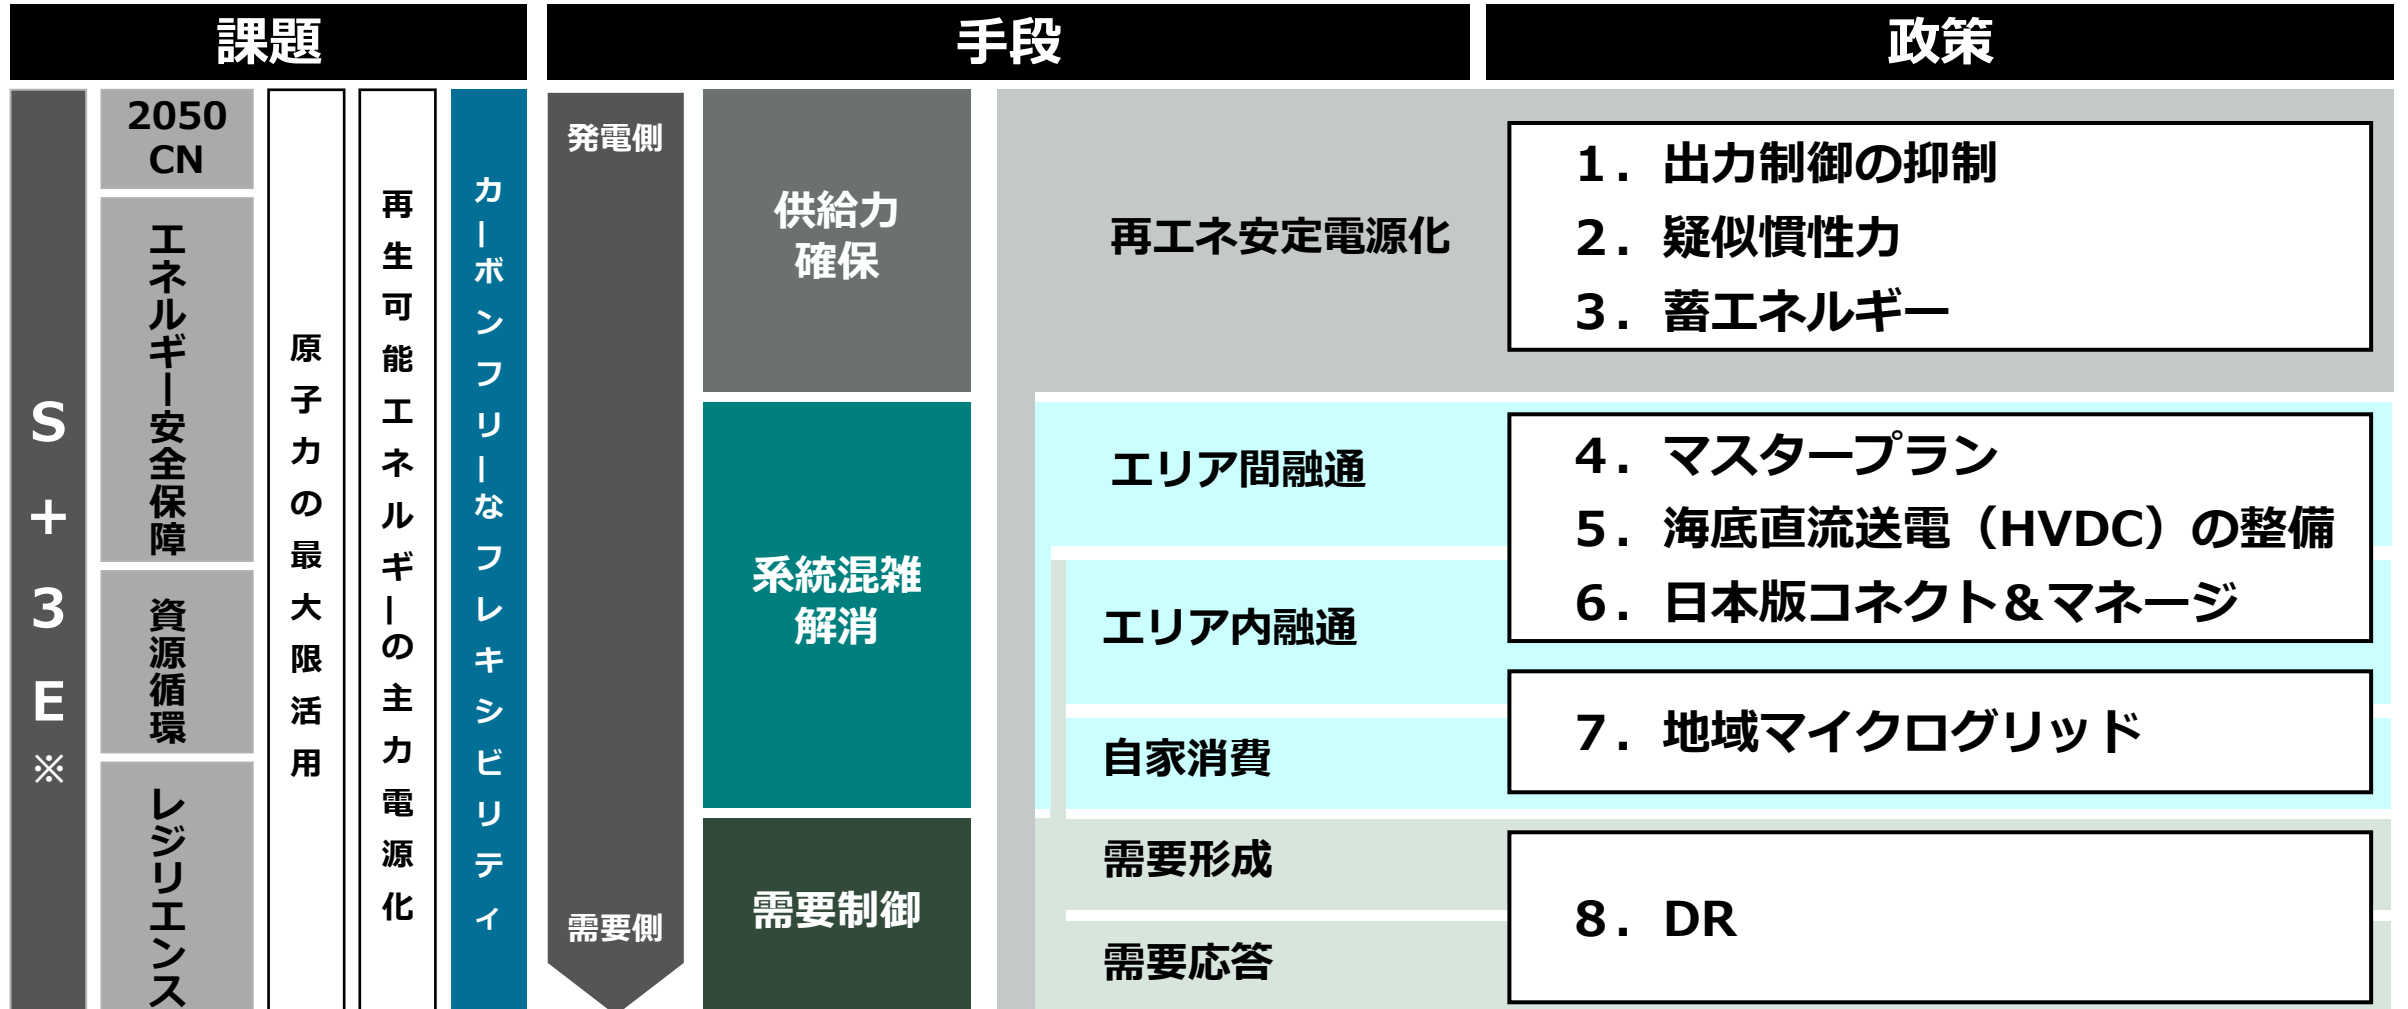 課題
手段
政策
S+3E※
2050
CN
エネルギー安全保障
資源循環
レジリエンス
原子力の最大限活用
再生可能エネルギーの主力電源化
カーボンフリーなフレキシビリティ
発電側
需要側
供給力
確保
系統混雑
解消
需要制御
再エネ安定電源化
エリア間融通
エリア内融通
自家消費
需要形成
需要応答
1. 出力制御の抑制
2. 疑似慣性力
3. 蓄エネルギー
4. マスタープラン
5. 海底直流送電（HVDC）の整備
6. 日本版コネクト＆マネージ
7. 地域マイクログリッド
8. DR